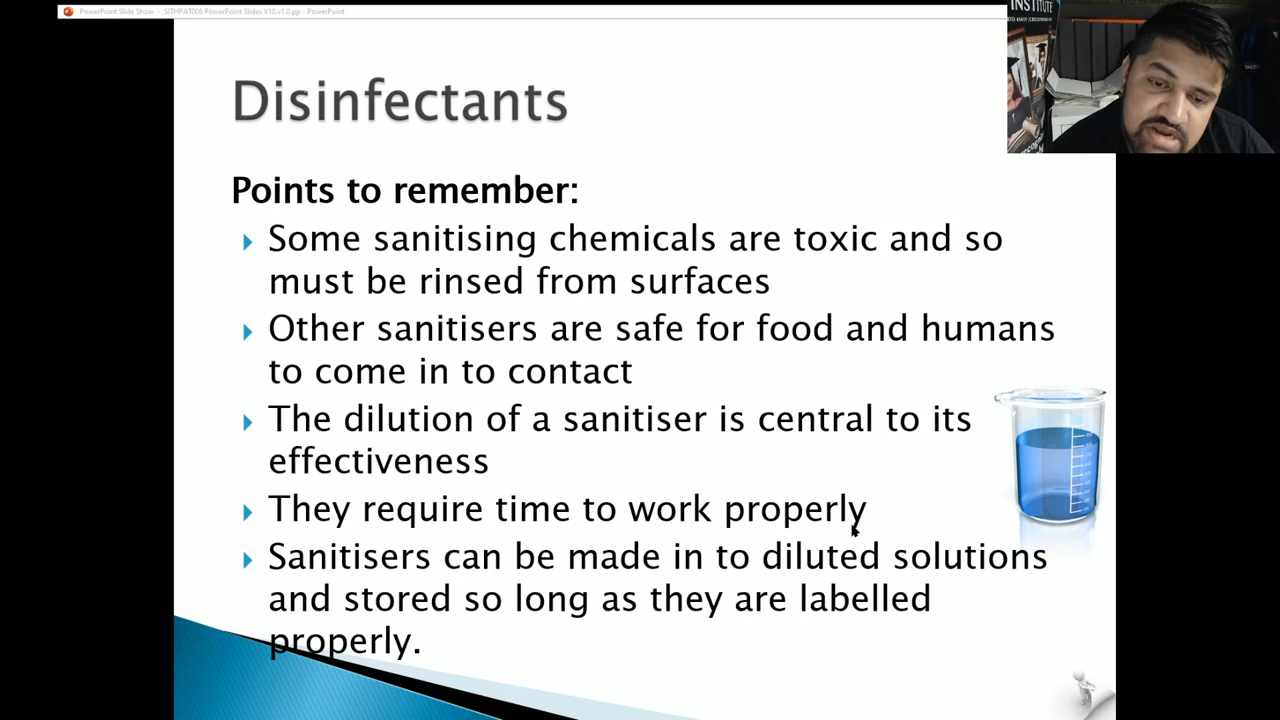 PowerPoint Slide Show - SITHPAT006 PowerPoint Slides V10.v1.0.pp - PowerPoint
INSTITUTE
Disinfectants
Points to remember:
Some sanitising chemicals are toxic and so
must be rinsed from surfaces
Other sanitisers are safe for food and humans
to come in to contact
The dilution of a sanitiser is central to its
effectiveness
They require time to work properly
Sanitisers can be made in to diluted solutions
and stored so long as they are labelled
properly.